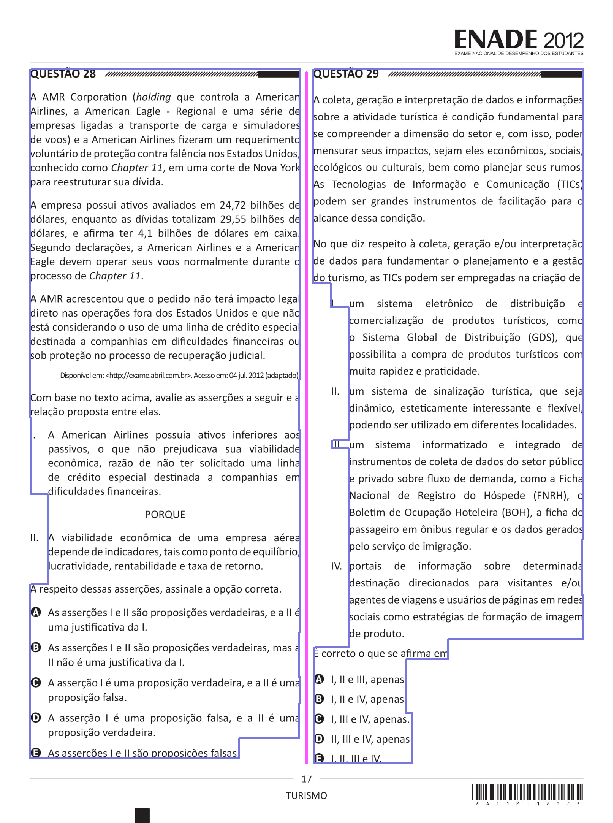 ENADE 2012
EXAME NACIONAL DE DESEMPENHO DOS ESTUDANTES
QUESTÃO 28
A AMR Corporation (holding que controla a American
Airlines, a American Eagle - Regional e uma série de
empresas ligadas a transporte de carga e simuladores
de voos) e a American Airlines fizeram um requerimento
voluntário de proteção contra falência nos Estados Unidos,
conhecido como Chapter 11, em uma corte de Nova York
para reestruturar sua dívida.
A empresa possui ativos avaliados em 24,72 bilhões de
dólares, enquanto as dívidas totalizam 29,55 bilhões de
dólares, e afirma ter 4,1 bilhões de dólares em caixa.
Segundo declarações, a American Airlines e a American
Eagle devem operar seus voos normalmente durante o
processo de Chapter 11.
A AMR acrescentou que o pedido não terá impacto legal
direto nas operações fora dos Estados Unidos e que não
está considerando o uso de uma linha de crédito especial
destinada a companhias em dificuldades financeiras ou
sob proteção no processo de recuperação judicial.
Disponível em: <http://exame.abril.com.br>. Acesso em: 04 jul. 2012 (adaptado).
Com base no texto acima, avalie as asserções a seguir e a
relação proposta entre elas.
I. A American Airlines possuía ativos inferiores aos
passivos, o que não prejudicava sua viabilidade
econômica, razão de não ter solicitado uma linha
de crédito especial destinada a companhias em
dificuldades financeiras.
PORQUE
II. A viabilidade econômica de uma empresa aérea
depende de indicadores, tais como ponto de equilíbrio,
lucratividade, rentabilidade e taxa de retorno.
A respeito dessas asserções, assinale a opção correta.
A As asserções I e II são proposições verdadeiras, e a II é
uma justificativa da I.
B As asserções I e II são proposições verdadeiras, mas a
II não é uma justificativa da I.
C A asserção I é uma proposição verdadeira, e a II é uma
proposição falsa.
D A asserção I é uma proposição falsa, e a II é uma
proposição verdadeira.
E As asserções I e II são proposições falsas.
QUESTÃO 29
A coleta, geração e interpretação de dados e informações
sobre a atividade turística é condição fundamental para
se compreender a dimensão do setor e, com isso, poder
mensurar seus impactos, sejam eles econômicos, sociais,
ecológicos ou culturais, bem como planejar seus rumos.
As Tecnologias de Informação e Comunicação (TICs)
podem ser grandes instrumentos de facilitação para o
alcance dessa condição.
No que diz respeito à coleta, geração e/ou interpretação
de dados para fundamentar o planejamento e a gestão
do turismo, as TICs podem ser empregadas na criação de
I. um sistema eletrônico de distribuição e
comercialização de produtos turísticos, como
o Sistema Global de Distribuição (GDS), que
possibilita a compra de produtos turísticos com
muita rapidez e praticidade.
II. um sistema de sinalização turística, que seja
dinâmico, esteticamente interessante e flexível,
podendo ser utilizado em diferentes localidades.
III. um sistema informatizado e integrado de
instrumentos de coleta de dados do setor público
e privado sobre fluxo de demanda, como a Ficha
Nacional de Registro do Hóspede (FNRH), o
Boletim de Ocupação Hoteleira (BOH), a ficha do
passageiro em ônibus regular e os dados gerados
pelo serviço de imigração.
IV. portais de informação sobre determinada
destinação direcionados para visitantes e/ou
agentes de viagens e usuários de páginas em redes
sociais como estratégias de formação de imagem
de produto.
É correto o que se afirma em
A I, II e III, apenas.
B I, II e IV, apenas.
C I, III e IV, apenas.
D II, III e IV, apenas.
E I, II, III e IV.
17
TURISMO